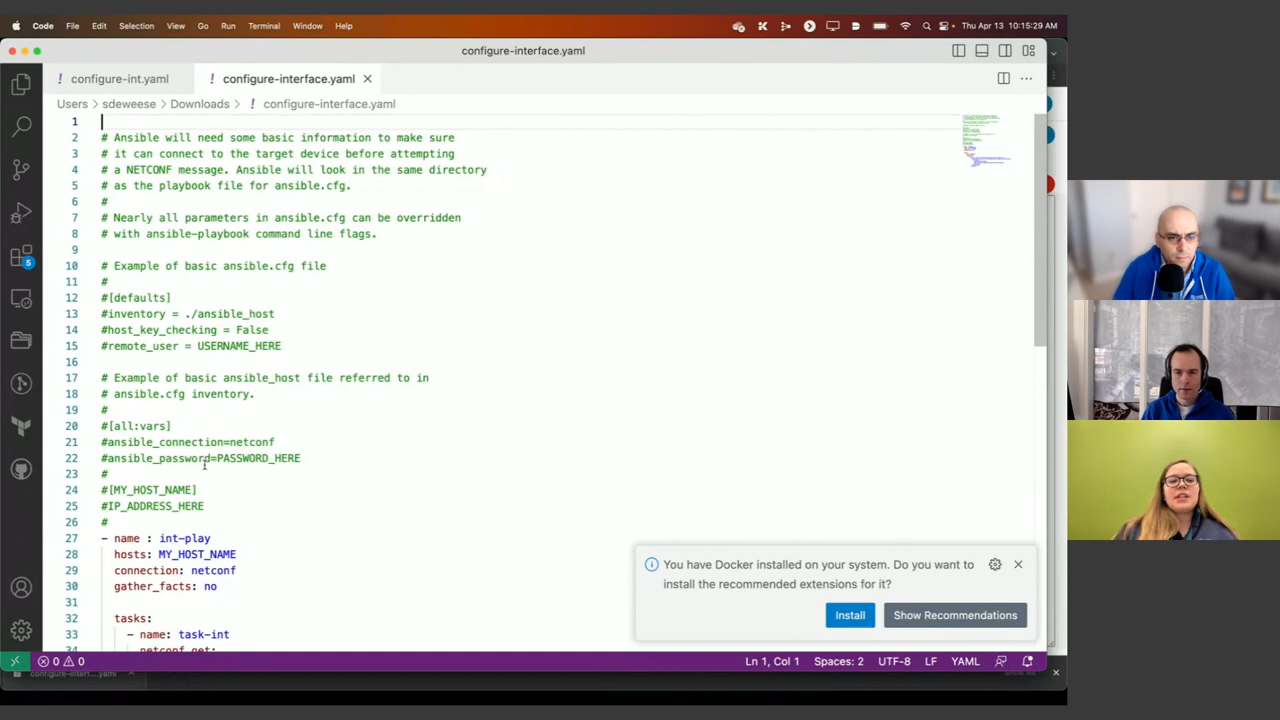 Code File Edit Selection View Go Run Terminal Window Help Thu Apr 13 10:15:29 AM
configure-interface.yaml
! configure-int.yaml ! configure-interface.yaml
Users > sdeweese > Downloads > ! configure-interface.yaml
1
2 # Ansible will need some basic information to make sure
3 # it can connect to the target device before attempting
4 # a NETCONF message. Ansible will look in the same directory
5 # as the playbook file for ansible.cfg.
6 #
7 # Nearly all parameters in ansible.cfg can be overridden
8 # with ansible-playbook command line flags.
9
10 # Example of basic ansible.cfg file
11 #
12 #[defaults]
13 #inventory = ./ansible_host
14 #host_key_checking = False
15 #remote_user = USERNAME_HERE
16
17 # Example of basic ansible_host file referred to in
18 # ansible.cfg inventory.
19 #
20 #[all:vars]
21 #ansible_connection=netconf
22 #ansible_password=PASSWORD_HERE
23 #
24 #[MY_HOST_NAME]
25 #IP_ADDRESS_HERE
26 #
27 - name : int-play
28 hosts: MY_HOST_NAME
29 connection: netconf
30 gather_facts: no
31
32 tasks:
33 - name: task-int
34 netconf_get:
5
You have Docker installed on your system. Do you want to
install the recommended extensions for it?
Install Show Recommendations
0 0 Ln 1, Col 1 Spaces: 2 UTF-8 LF YAML
configure-interf....yaml